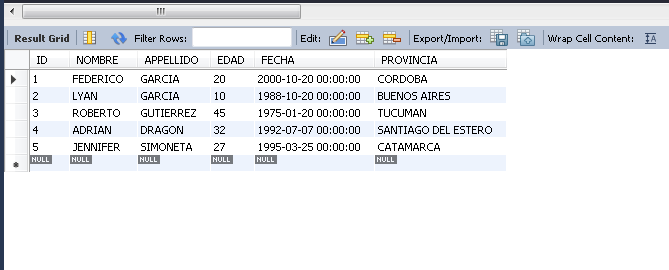 Result Grid Filter Rows: Edit: Export/Import: Wrap Cell Content: IA
ID NOMBRE APPELLIDO EDAD FECHA PROVINCIA
1 FEDERICO GARCIA 20 2000-10-20 00:00:00 CORDOBA
2 LYAN GARCIA 10 1988-10-20 00:00:00 BUENOS AIRES
3 ROBERTO GUTIERREZ 45 1975-01-20 00:00:00 TUCUMAN
4 ADRIAN DRAGON 32 1992-07-07 00:00:00 SANTIAGO DEL ESTERO
5 JENNIFER SIMONETA 27 1995-03-25 00:00:00 CATAMARCA
NULL NULL NULL NULL NULL NULL